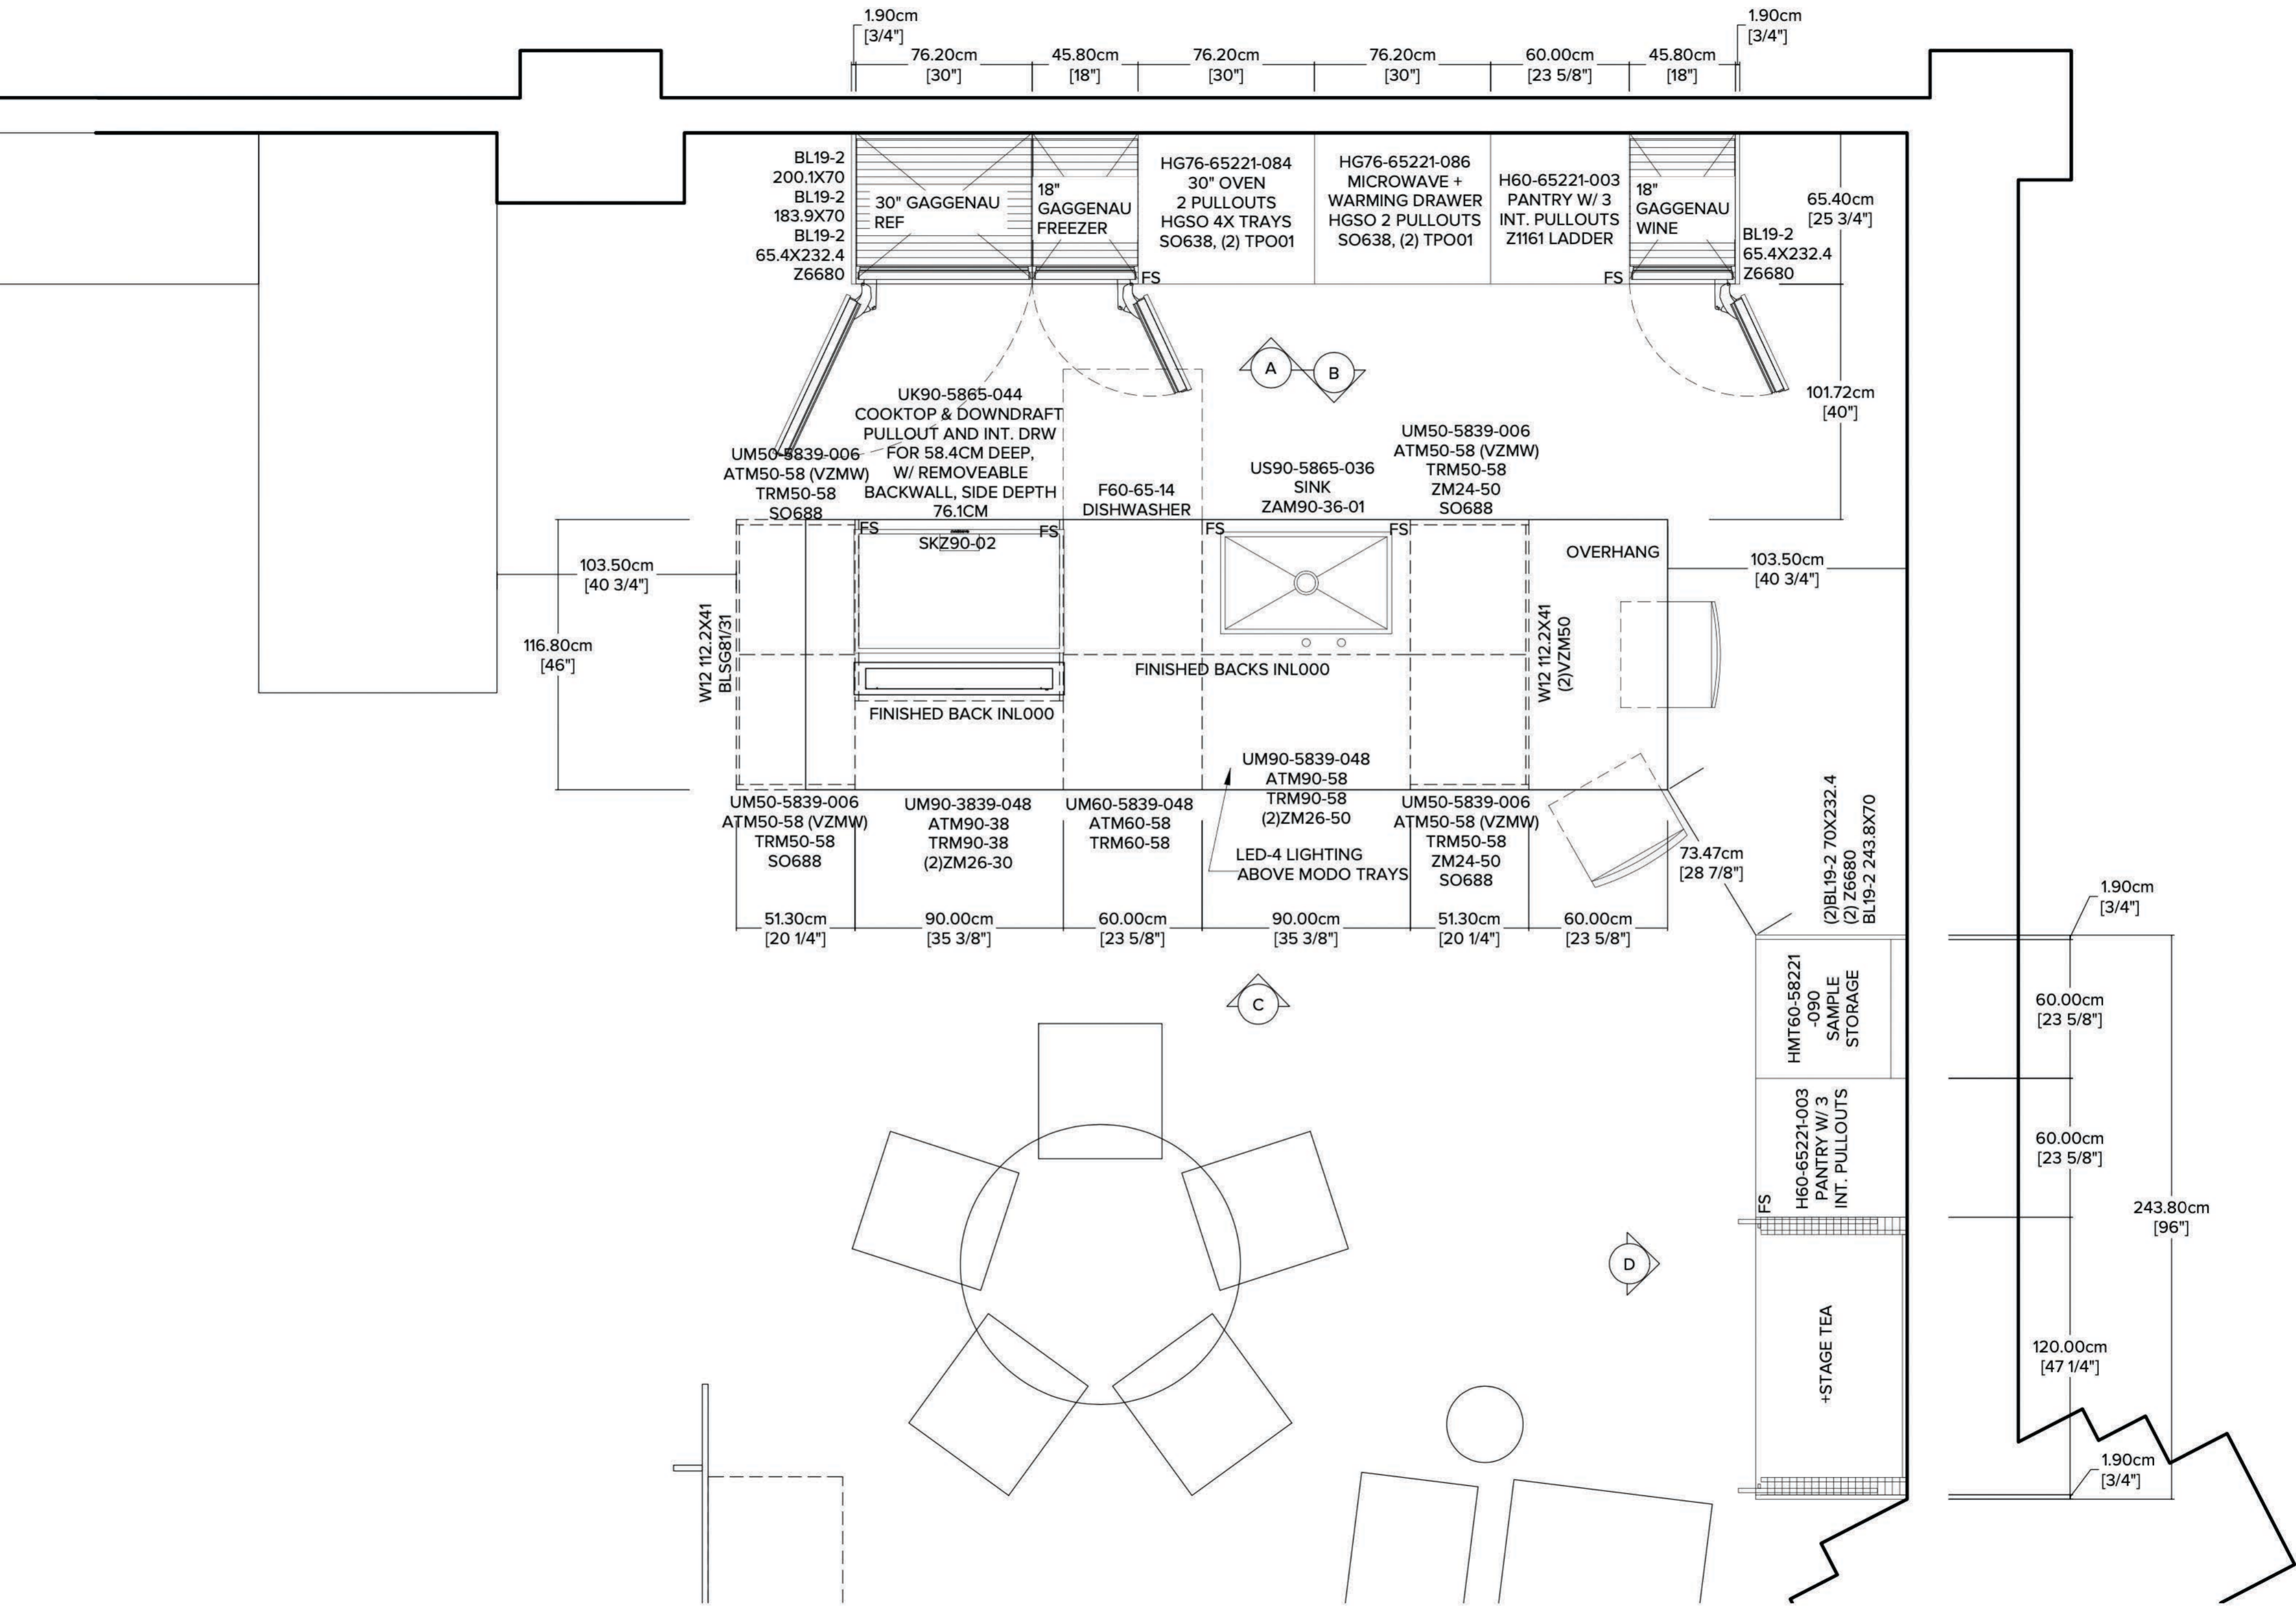 1.90cm
[3/4"]
76.20cm
[30"]
45.80cm
[18"]
76.20cm
[30"]
76.20cm
[30"]
60.00cm
[23 5/8"]
45.80cm
[18"]
1.90cm
[3/4"]
BL19-2
200.1X70
BL19-2
183.9X70
BL19-2
65.4X232.4
Z6680
30" GAGGENAU
REF
18"
GAGGENAU
FREEZER
FS
HG76-65221-084
30" OVEN
2 PULLOUTS
HGSO 4X TRAYS
SO638, (2) TPO01
HG76-65221-086
MICROWAVE +
WARMING DRAWER
HGSO 2 PULLOUTS
SO638, (2) TPO01
H60-65221-003
PANTRY W/ 3
INT. PULLOUTS
Z1161 LADDER
FS
18"
GAGGENAU
WINE
BL19-2
65.4X232.4
Z6680
65.40cm
[25 3/4"]
101.72cm
[40"]
A
B
UM50-5839-006
ATM50-58 (VZMW)
TRM50-58
SO688
UK90-5865-044
COOKTOP & DOWNDRAFT
PULLOUT AND INT. DRW
FOR 58.4CM DEEP,
W/ REMOVEABLE
BACKWALL, SIDE DEPTH
76.1CM
F60-65-14
DISHWASHER
US90-5865-036
SINK
ZAM90-36-01
UM50-5839-006
ATM50-58 (VZMW)
TRM50-58
ZM24-50
SO688
FS
SKZ90-02
FS
FS
FS
OVERHANG
103.50cm
[40 3/4"]
103.50cm
[40 3/4"]
116.80cm
[46"]
W12 112.2X41
BLSG81/31
FINISHED BACKS INL000
FINISHED BACK INL000
W12 112.2X41
(2)VZM50
UM50-5839-006
ATM50-58 (VZMW)
TRM50-58
SO688
UM90-3839-048
ATM90-38
TRM90-38
(2)ZM26-30
UM60-5839-048
ATM60-58
TRM60-58
UM90-5839-048
ATM90-58
TRM90-58
(2)ZM26-50
LED-4 LIGHTING
ABOVE MODO TRAYS
UM50-5839-006
ATM50-58 (VZMW)
TRM50-58
ZM24-50
SO688
73.47cm
[28 7/8"]
(2)BL19-2 70X232.4
(2) Z6680
BL19-2 243.8X70
51.30cm
[20 1/4"]
90.00cm
[35 3/8"]
60.00cm
[23 5/8"]
90.00cm
[35 3/8"]
51.30cm
[20 1/4"]
60.00cm
[23 5/8"]
1.90cm
[3/4"]
C
HMT60-58221
-090
SAMPLE
STORAGE
60.00cm
[23 5/8"]
H60-65221-003
PANTRY W/ 3
INT. PULLOUTS
FS
60.00cm
[23 5/8"]
243.80cm
[96"]
D
+STAGE TEA
120.00cm
[47 1/4"]
1.90cm
[3/4"]